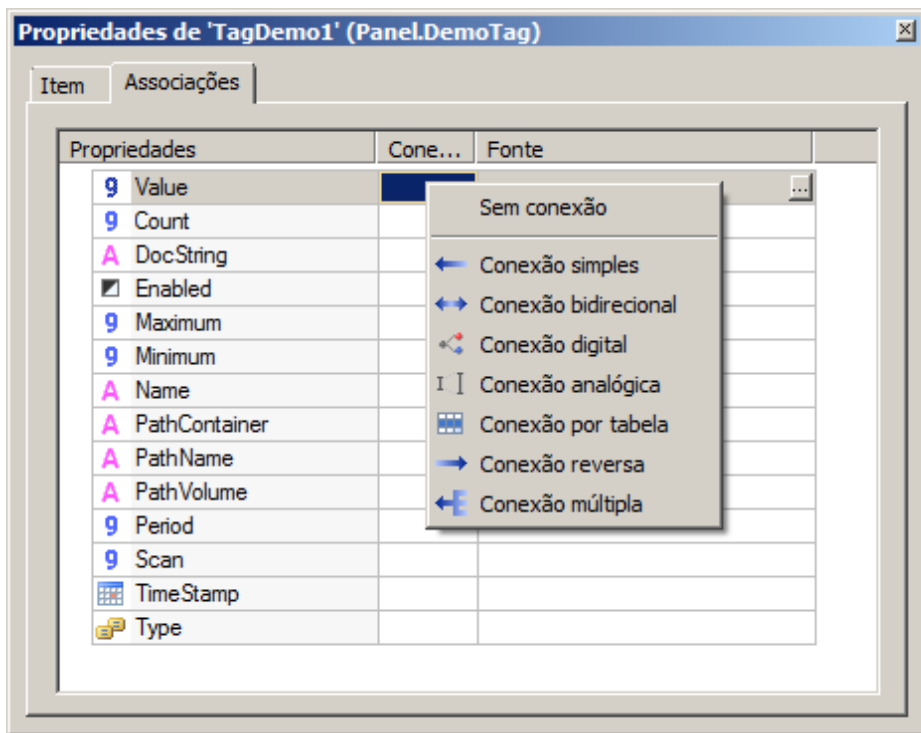 Propriedades de 'TagDemo1' (Panel.DemoTag)
Item Associações
Propriedades Cone... Fonte
Value ...
Count
DocString
Enabled
Maximum
Minimum
Name
PathContainer
PathName
PathVolume
Period
Scan
TimeStamp
Type
Sem conexão
Conexão simples
Conexão bidirecional
Conexão digital
Conexão analógica
Conexão por tabela
Conexão reversa
Conexão múltipla